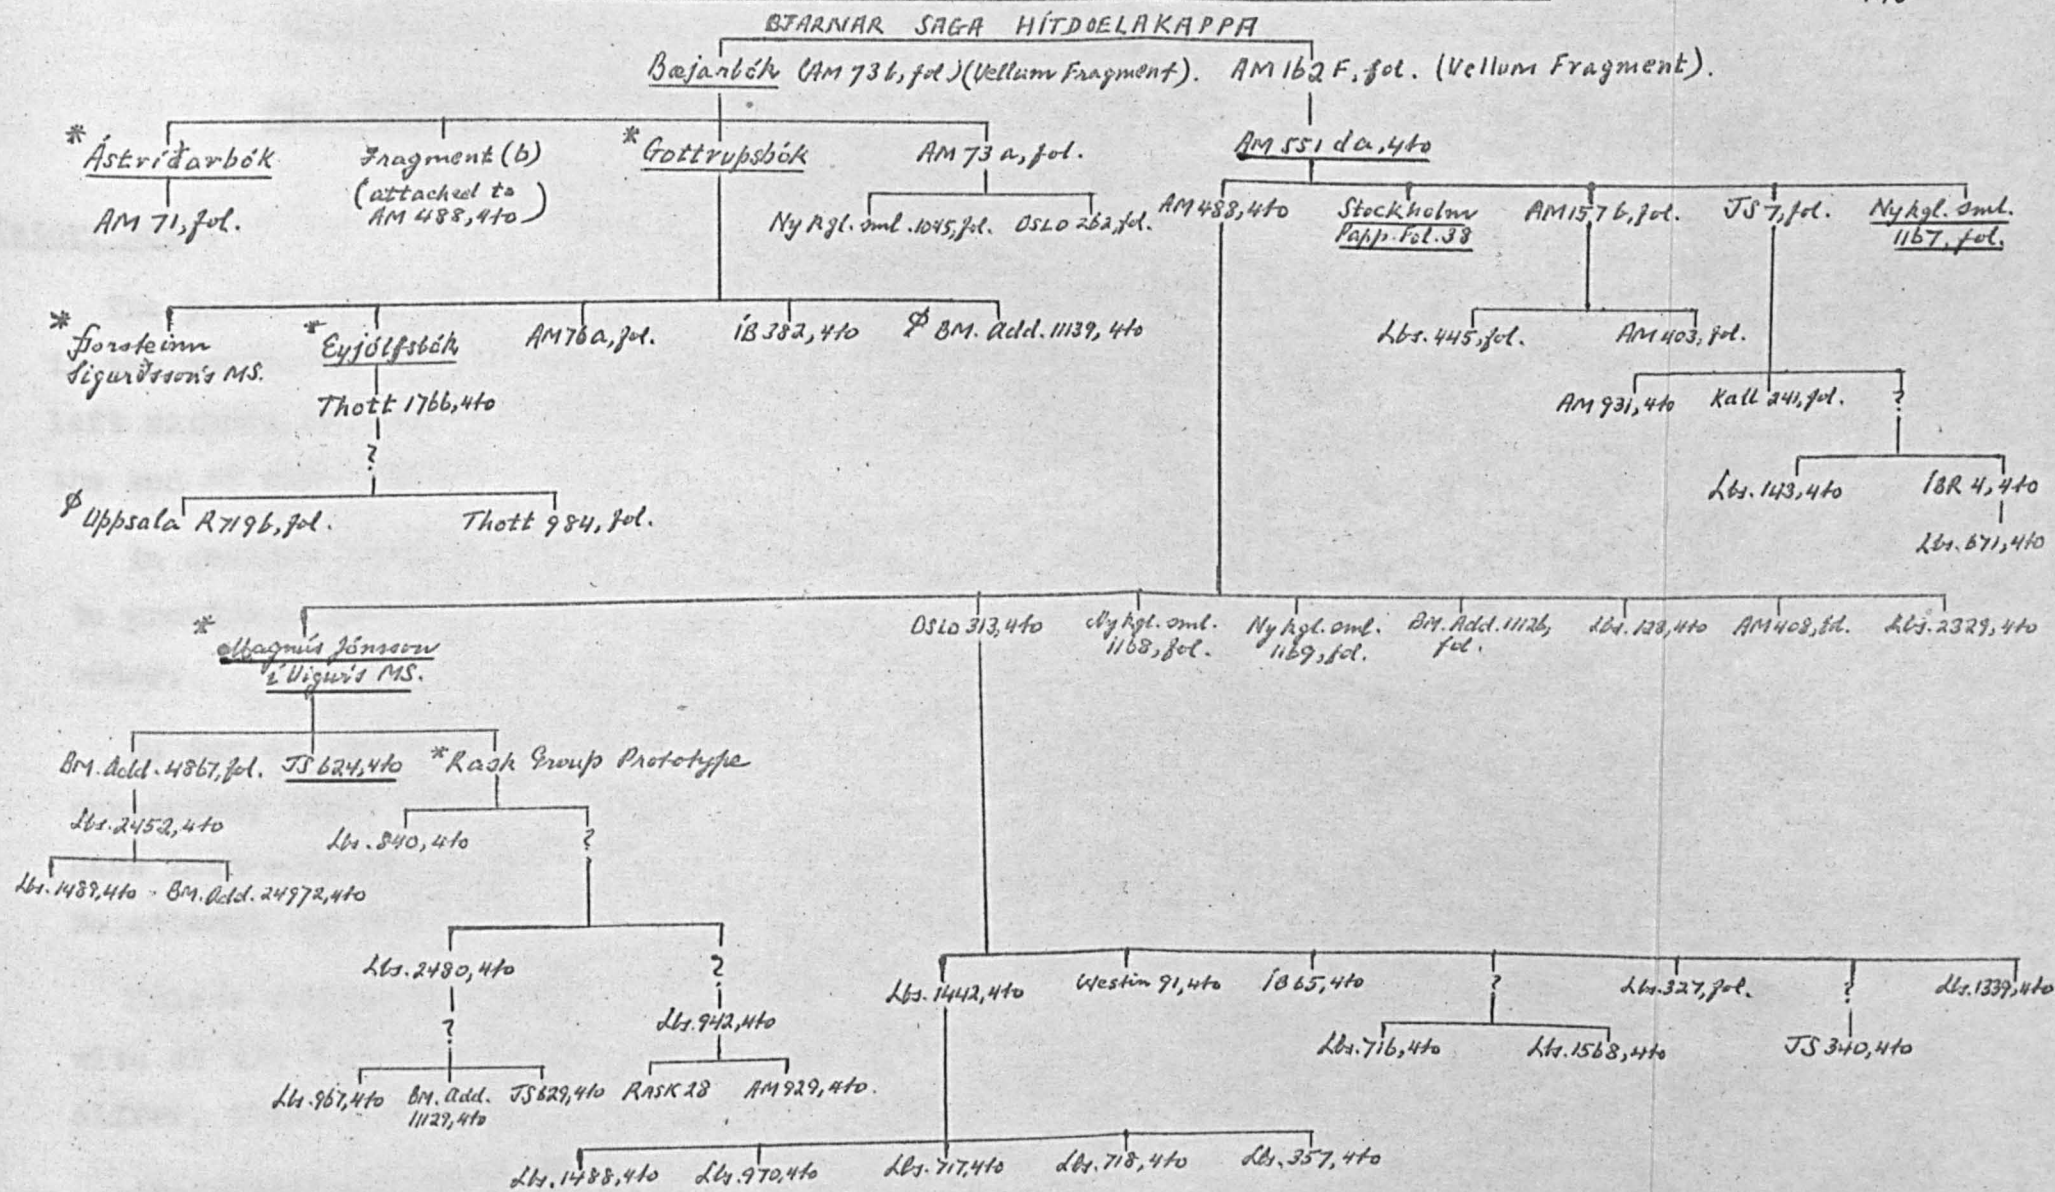 BJARNAR SAGA HÍTDOELAKAPPA
Bæjarbók (AM 73 b, fol.) (Vellum Fragment). AM 162 F, fol. (Vellum Fragment).
* Ástríðarbók
Fragment (b)
(attached to
AM 488, 4to)
* Gottrupsbók
AM 73 a, fol.
AM 551 da, 4to
AM 71, fol.
Ny kgl. sml. 1045, fol.
OSLO 262, fol.
AM 488, 4to
Stockholm
Papp. Fol. 38
AM 157 b, fol.
JS 7, fol.
Ny kgl. sml.
1167, fol.
* Þorsteinn
Sigurðsson's MS.
* Eyjólfsbók
AM 76 a, fol.
ÍB 382, 4to
Ø BM. Add. 11139, 4to
Lbs. 445, fol.
AM 403, fol.
Thott 1766, 4to
?
AM 931, 4to
Kall 241, fol.
?
Ø Uppsala R 719 b, fol.
Thott 984, fol.
Lbs. 143, 4to
ÍBR 4, 4to
Lbs. 671, 4to
* Magnús Jónsson
í Vigur's MS.
OSLO 313, 4to
Ny kgl. sml.
1168, fol.
Ny kgl. sml.
1169, fol.
BM. Add. 11126,
fol.
Lbs. 128, 4to
AM 408, fol.
Lbs. 2329, 4to
BM. Add. 4867, fol.
JS 624, 4to
* Rask Group Prototype
Lbs. 2452, 4to
Lbs. 840, 4to
?
Lbs. 1489, 4to
BM. Add. 24972, 4to
Lbs. 2480, 4to
?
?
Lbs. 942, 4to
Lbs. 967, 4to
BM. Add.
11129, 4to
JS 629, 4to
RASK 28
AM 929, 4to.
Lbs. 1442, 4to
Westin 91, 4to
ÍB 65, 4to
?
Lbs. 327, fol.
?
Lbs. 1339, 4to
Lbs. 716, 4to
Lbs. 1568, 4to
JS 340, 4to
Lbs. 1488, 4to
Lbs. 970, 4to
Lbs. 717, 4to
Lbs. 718, 4to
Lbs. 357, 4to